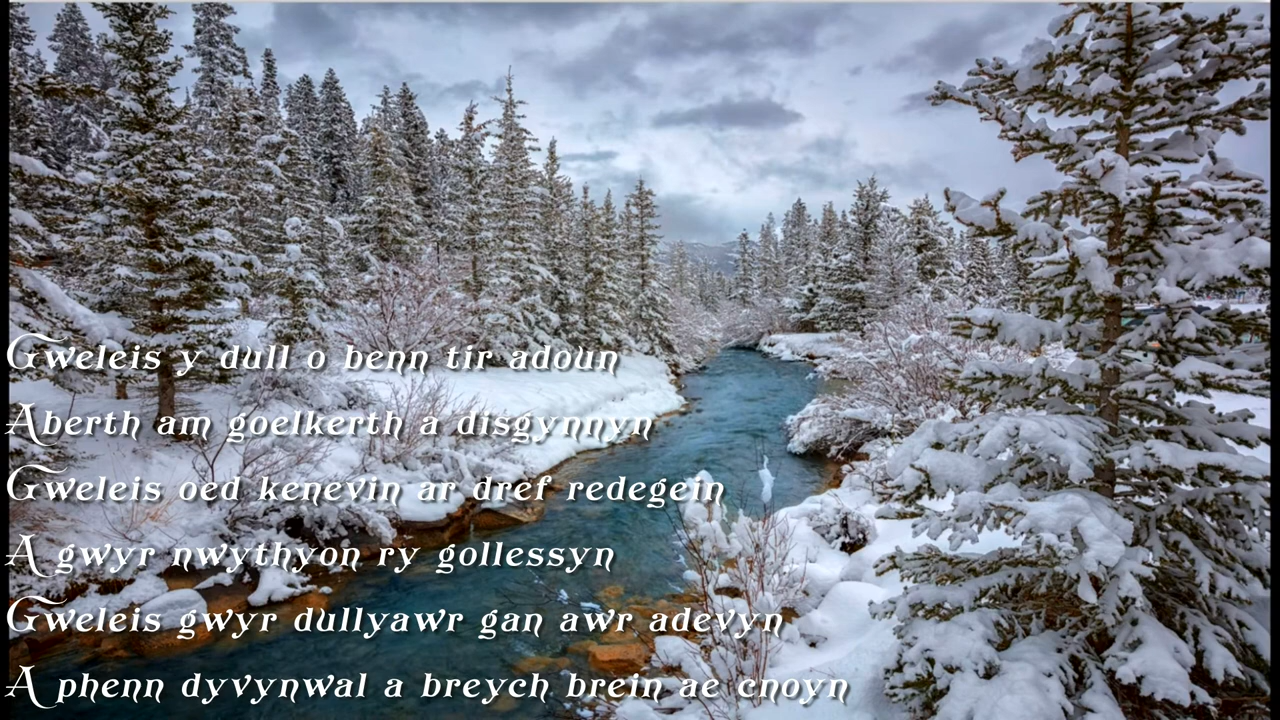 Gweleis y dull o benn tir adoun
Aberth am goelkerth a disgynnyn
Gweleis oed kenevin ar dref redegein
A gwyr nwythyon ry gollessyn
Gweleis gwyr dullyawr gan awr adevyn
A phenn dyvynwal a breych brein ae cnoyn